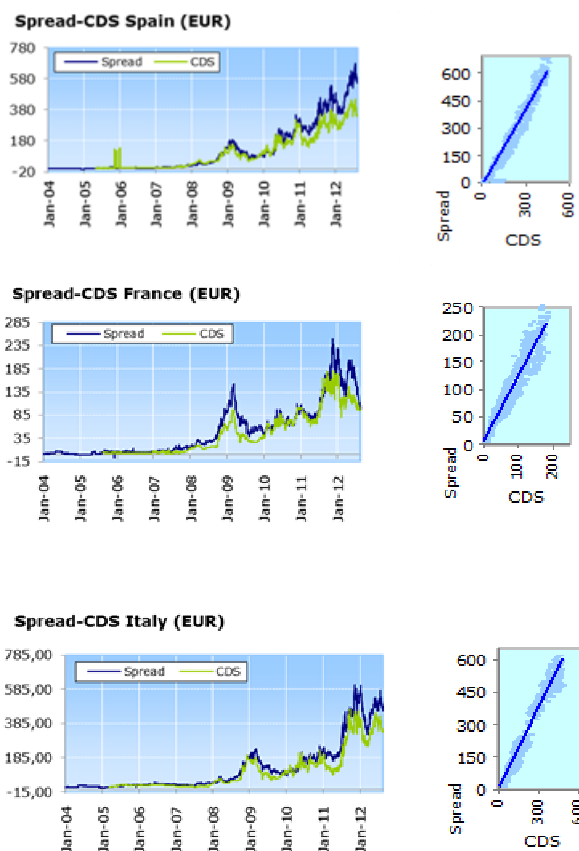 Spread-CDS Spain (EUR)
780
580
380
180
-20
Spread
CDS
Jan-04
Jan-05
Jan-06
Jan-07
Jan-08
Jan-09
Jan-10
Jan-11
Jan-12
600
450
300
150
0
Spread
0
300
600
CDS
Spread-CDS France (EUR)
285
235
185
135
85
35
-15
Spread
CDS
Jan-04
Jan-05
Jan-06
Jan-07
Jan-08
Jan-09
Jan-10
Jan-11
Jan-12
250
200
150
100
50
0
Spread
0
100
200
CDS
Spread-CDS Italy (EUR)
785,00
585,00
385,00
185,00
-15,00
Spread
CDS
Jan-04
Jan-05
Jan-06
Jan-07
Jan-08
Jan-09
Jan-10
Jan-11
Jan-12
600
450
300
150
0
Spread
0
300
600
CDS